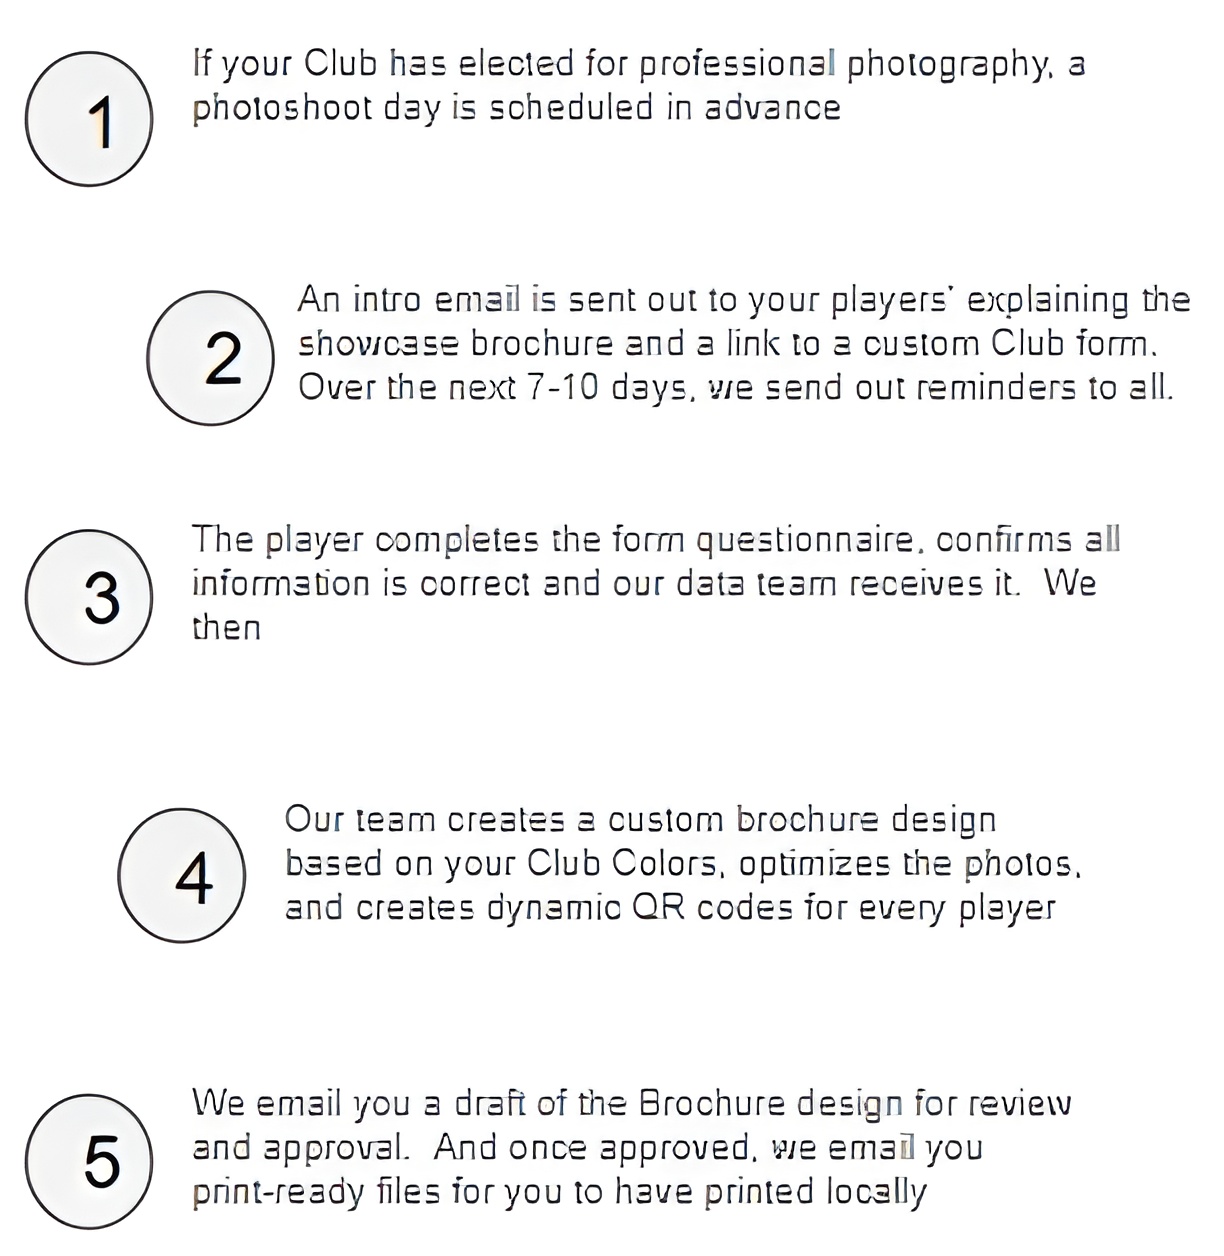 1
If your Club has elected for professional photography, a
photoshoot day is scheduled in advance
2
An intro email is sent out to your players' explaining the
showcase brochure and a link to a custom Club form.
Over the next 7-10 days, we send out reminders to all.
3
The player completes the form questionnaire, confirms all
information is correct and our data team receives it.  We
then
4
Our team creates a custom brochure design
based on your Club Colors, optimizes the photos,
and creates dynamic QR codes for every player
5
We email you a draft of the Brochure design for review
and approval.  And once approved, we email you
print-ready files for you to have printed locally